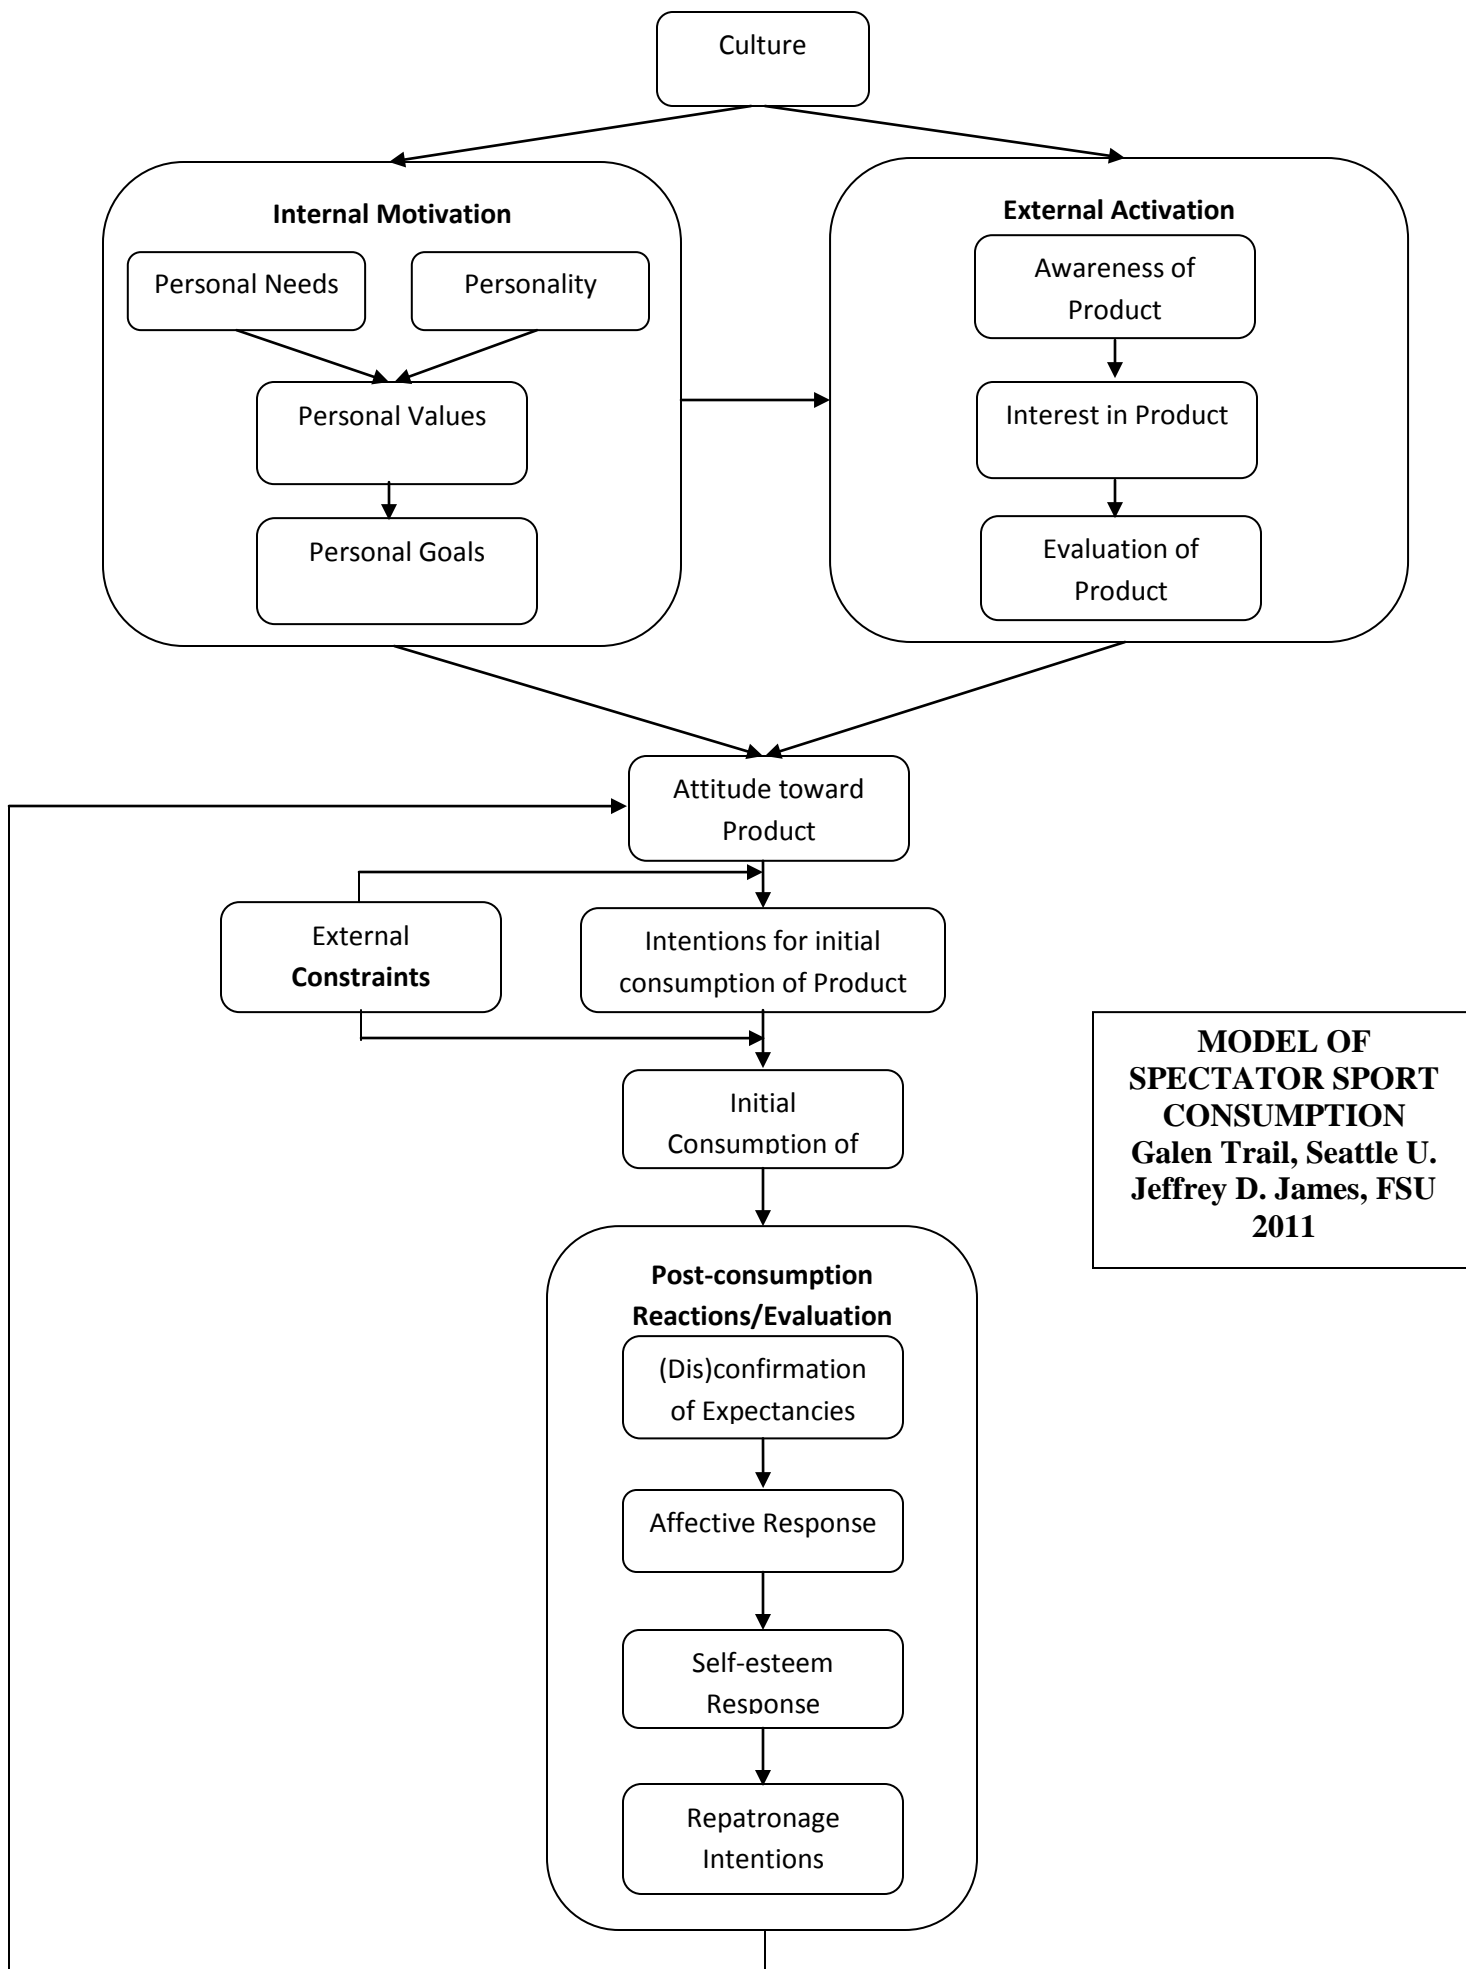 Culture
Internal Motivation
External Activation
Personal Needs
Personality
Awareness of
Product
Personal Values
Interest in Product
Personal Goals
Evaluation of
Product
Attitude toward
Product
External
Constraints
Intentions for initial
consumption of Product
MODEL OF
SPECTATOR SPORT
CONSUMPTION
Galen Trail, Seattle U.
Jeffrey D. James, FSU
2011
Initial
Consumption of
Post-consumption
Reactions/Evaluation
(Dis)confirmation
of Expectancies
Affective Response
Self-esteem
Response
Repatronage
Intentions